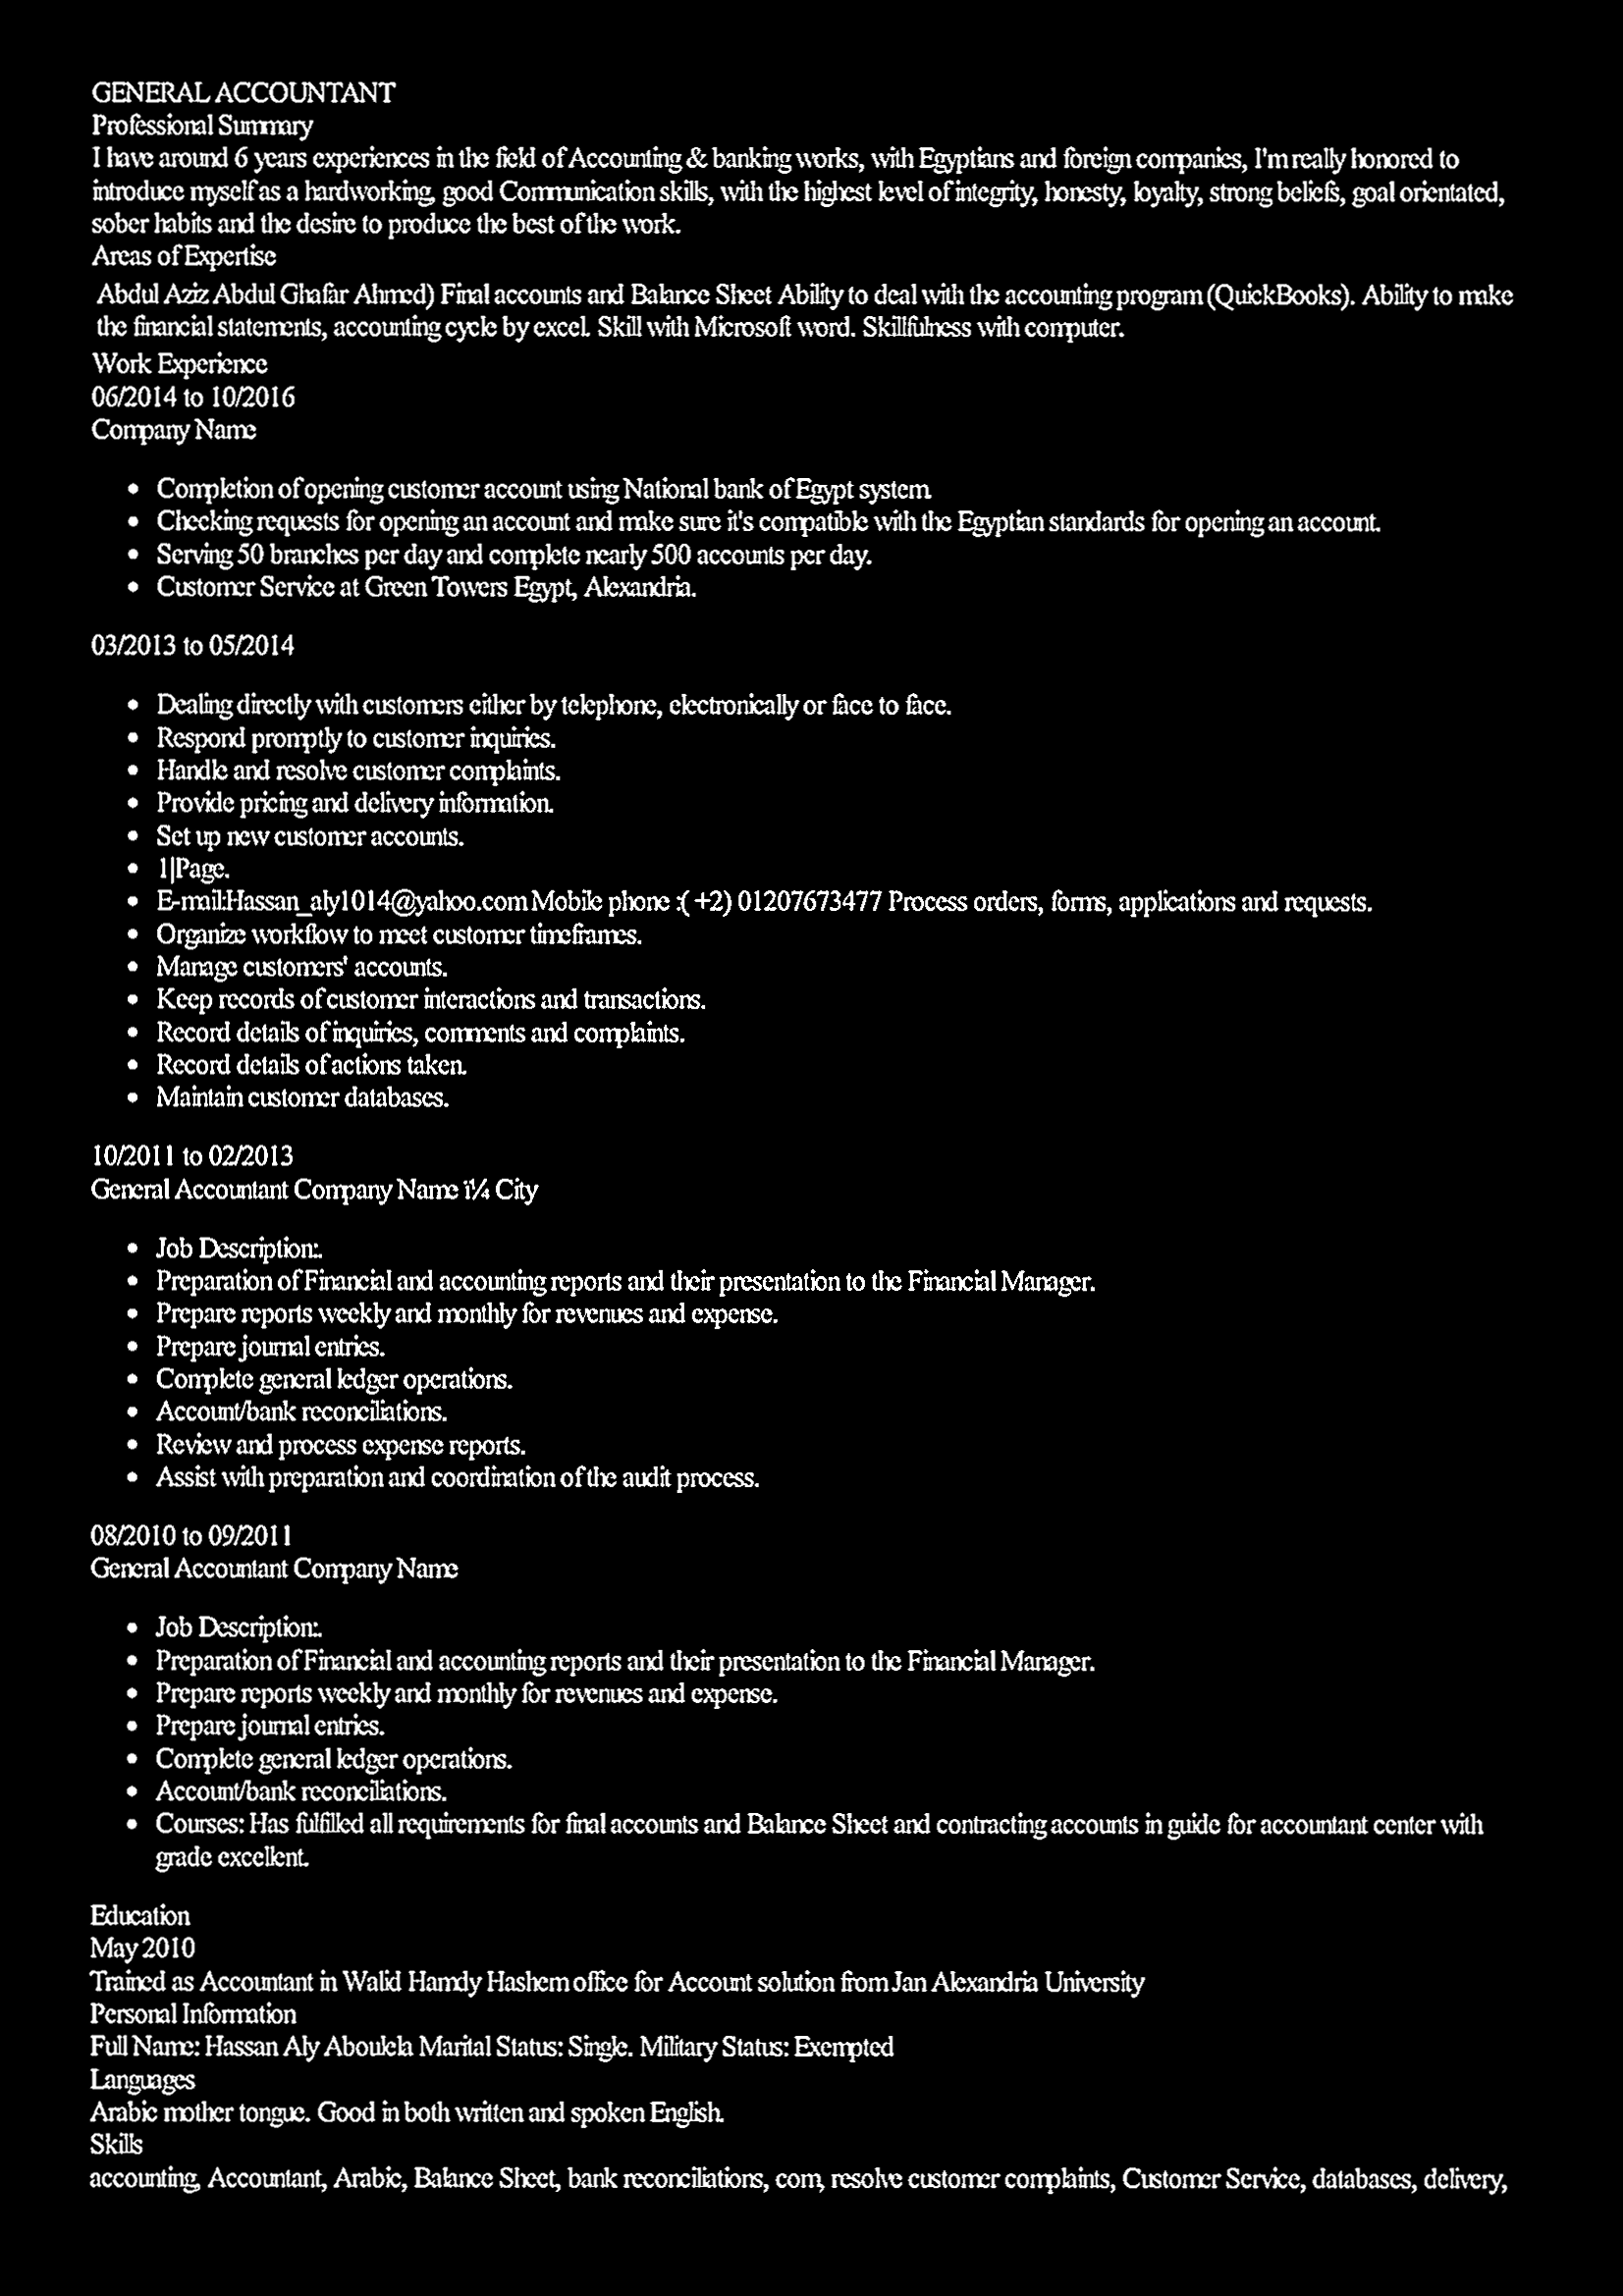 GENERAL ACCOUNTANT
Professional Summary
I have around 6 years experiences in the field of Accounting & banking works, with Egyptians and foreign companies, I'm really honored to
introduce myself as a hardworking, good Communication skills, with the highest level of integrity, honesty, loyalty, strong beliefs, goal orientated,
sober habits and the desire to produce the best of the work.
Areas of Expertise
Abdul Aziz Abdul Ghafar Ahmed) Final accounts and Balance Sheet Ability to deal with the accounting program (QuickBooks). Ability to make
the financial statements, accounting cycle by excel. Skill with Microsoft word. Skillfulness with computer.
Work Experience
06/2014 to 10/2016
Company Name
• Completion of opening customer account using National bank of Egypt system.
• Checking requests for opening an account and make sure it's compatible with the Egyptian standards for opening an account.
• Serving 50 branches per day and complete nearly 500 accounts per day.
• Customer Service at Green Towers Egypt, Alexandria.
03/2013 to 05/2014
• Dealing directly with customers either by telephone, electronically or face to face.
• Respond promptly to customer inquiries.
• Handle and resolve customer complaints.
• Provide pricing and delivery information.
• Set up new customer accounts.
• 1|Page.
• E-mail:Hassan_aly1014@yahoo.com Mobile phone :( +2) 01207673477 Process orders, forms, applications and requests.
• Organize workflow to meet customer timeframes.
• Manage customers' accounts.
• Keep records of customer interactions and transactions.
• Record details of inquiries, comments and complaints.
• Record details of actions taken.
• Maintain customer databases.
10/2011 to 02/2013
General Accountant Company Name ï¼ City
• Job Description:.
• Preparation of Financial and accounting reports and their presentation to the Financial Manager.
• Prepare reports weekly and monthly for revenues and expense.
• Prepare journal entries.
• Complete general ledger operations.
• Account/bank reconciliations.
• Review and process expense reports.
• Assist with preparation and coordination of the audit process.
08/2010 to 09/2011
General Accountant Company Name
• Job Description:.
• Preparation of Financial and accounting reports and their presentation to the Financial Manager.
• Prepare reports weekly and monthly for revenues and expense.
• Prepare journal entries.
• Complete general ledger operations.
• Account/bank reconciliations.
• Courses: Has fulfilled all requirements for final accounts and Balance Sheet and contracting accounts in guide for accountant center with
grade excellent.
Education
May 2010
Trained as Accountant in Walid Hamdy Hashem office for Account solution from Jan Alexandria University
Personal Information
Full Name: Hassan Aly Aboulela Marital Status: Single. Military Status: Exempted
Languages
Arabic mother tongue. Good in both written and spoken English.
Skills
accounting, Accountant, Arabic, Balance Sheet, bank reconciliations, com, resolve customer complaints, Customer Service, databases, delivery,